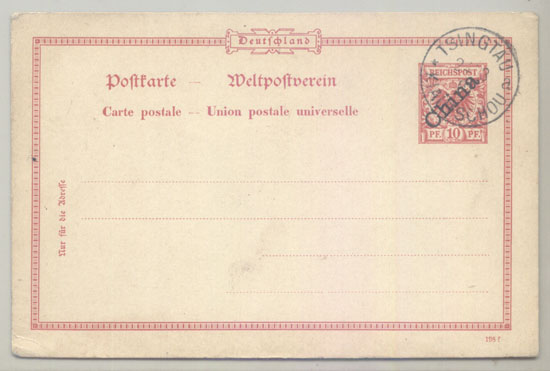 Deutschland
Postkarte — Weltpostverein
Carte postale -- Union postale universelle
TSINGTAU
REICHSPOST
China
PF. 10 PF.
Nur für die Adresse